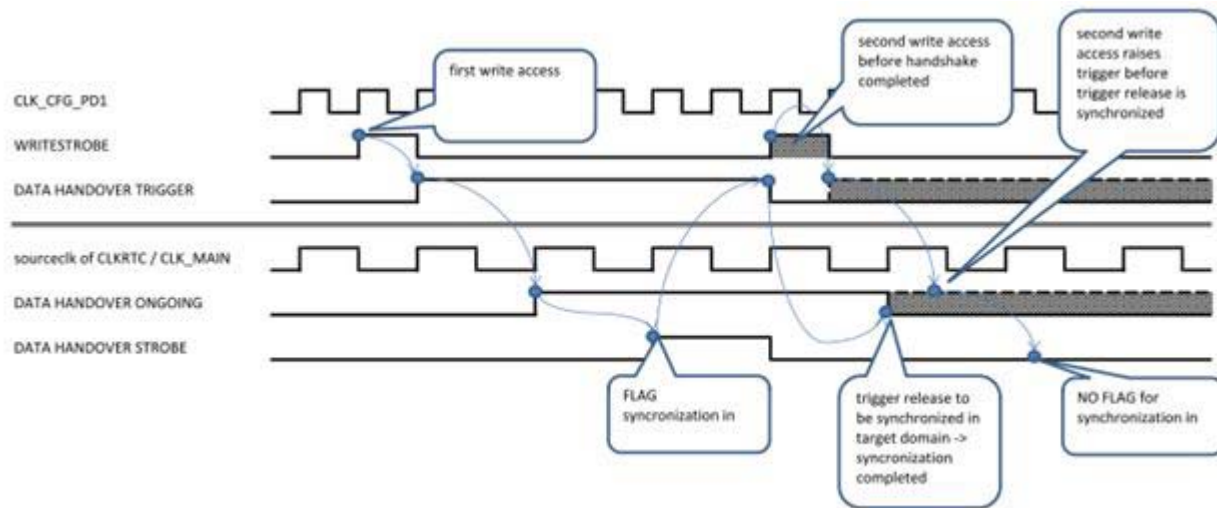 first write access
second write access
before handshake
completed
second write
access raises
trigger before
trigger release is
synchronized
CLK_CFG_PD1
WRITESTROBE
DATA HANDOVER TRIGGER
sourceclk of CLKRTC / CLK_MAIN
DATA HANDOVER ONGOING
DATA HANDOVER STROBE
FLAG
syncronization in
trigger release to
be synchronized in
target domain ->
syncronization
completed
NO FLAG for
synchronization in